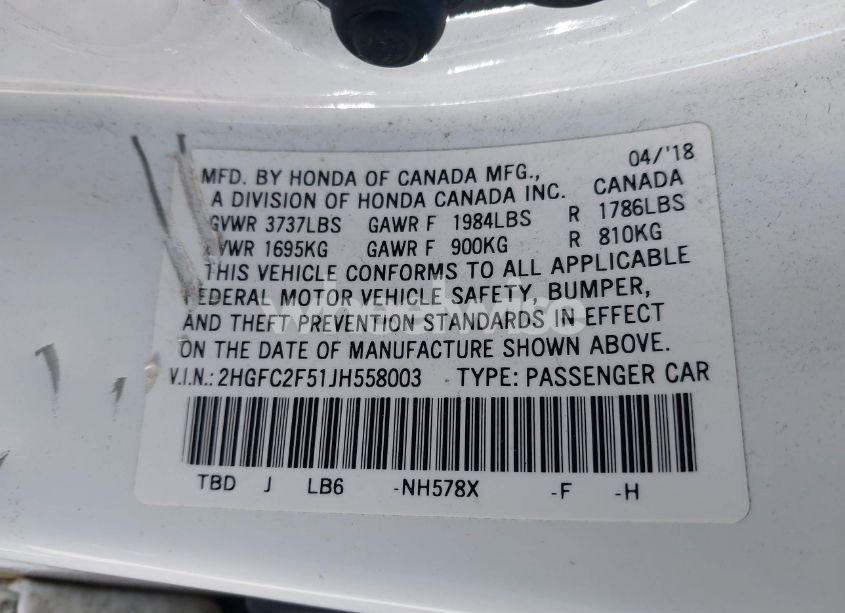 MFD. BY HONDA OF CANADA MFG., 04/'18
A DIVISION OF HONDA CANADA INC. CANADA
GVWR 3737LBS GAWR F 1984LBS R 1786LBS
GVWR 1695KG GAWR F 900KG R 810KG
THIS VEHICLE CONFORMS TO ALL APPLICABLE
FEDERAL MOTOR VEHICLE SAFETY, BUMPER,
AND THEFT PREVENTION STANDARDS IN EFFECT
ON THE DATE OF MANUFACTURE SHOWN ABOVE.
V.I.N.: 2HGFC2F51JH558003 TYPE: PASSENGER CAR
TBD J LB6 -NH578X -F -H